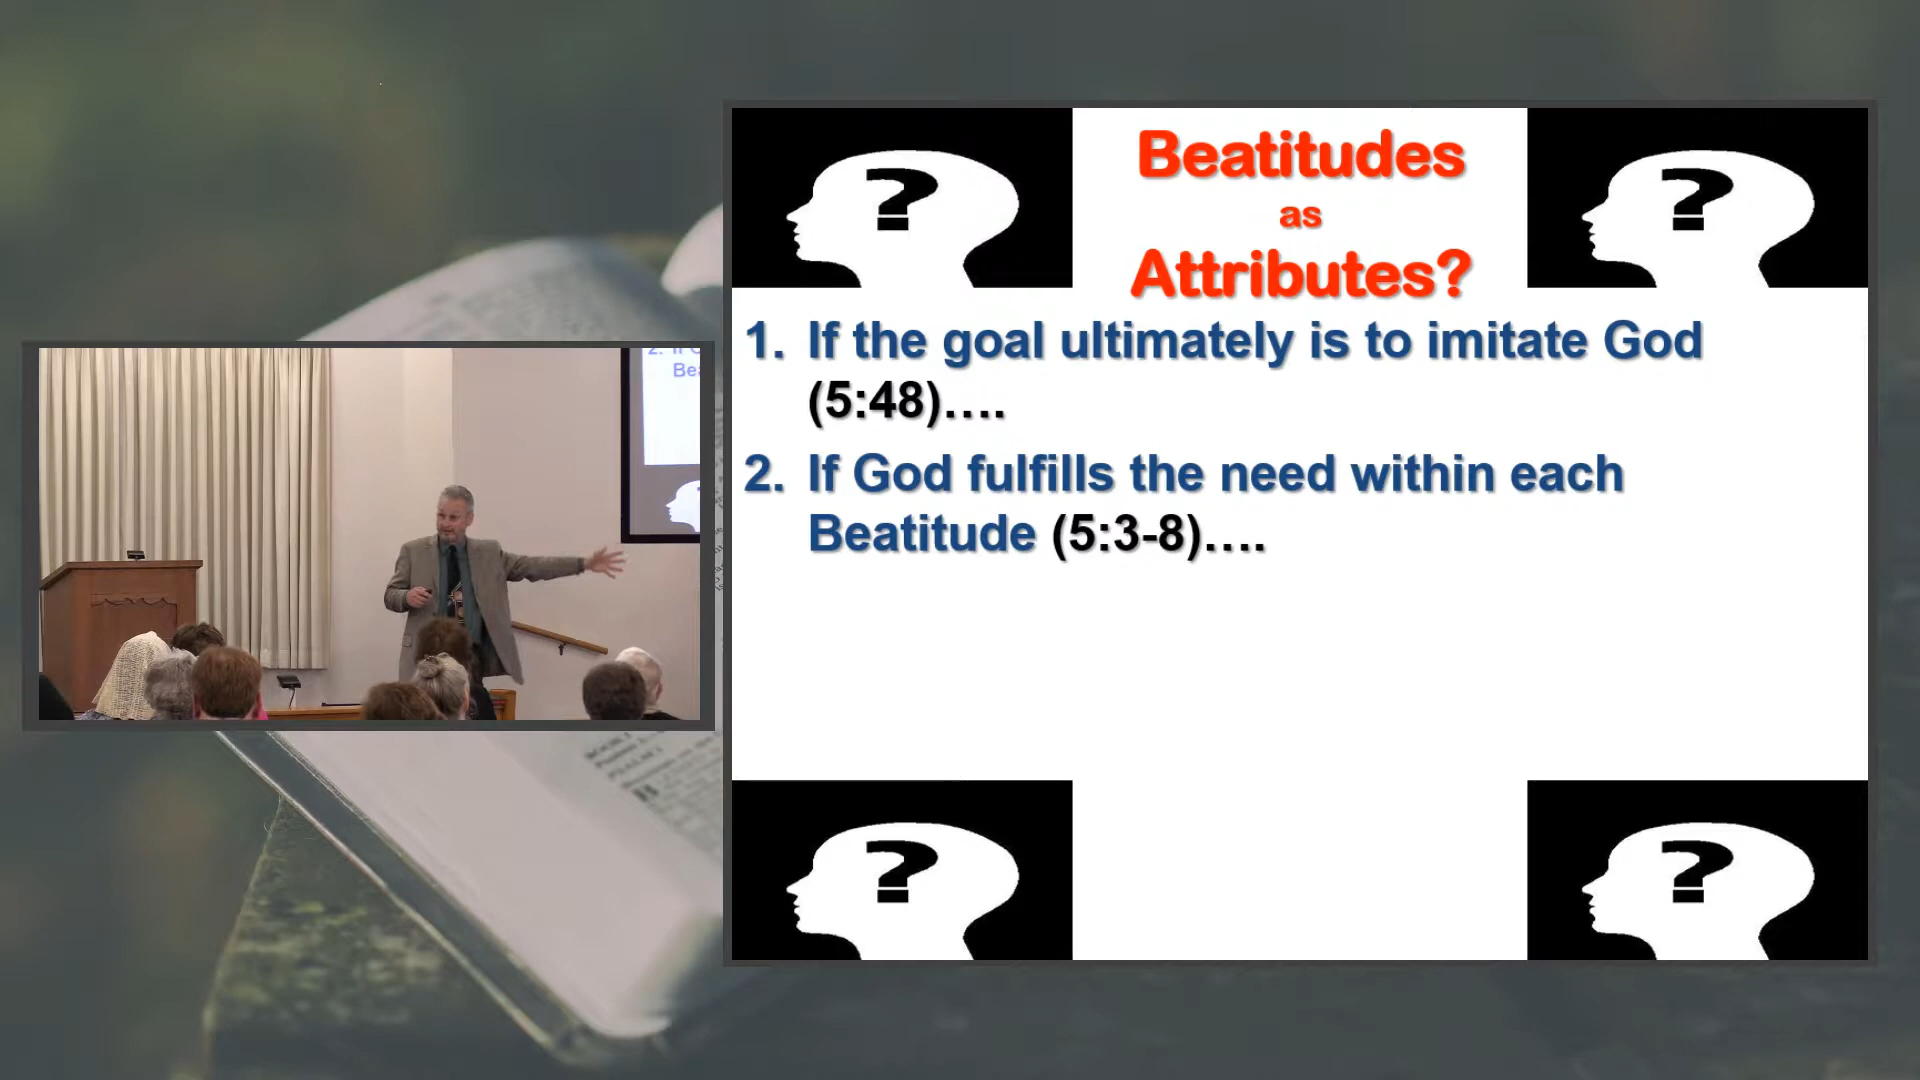 Beatitudes
as
Attributes?
1. If the goal ultimately is to imitate God
(5:48)….
2. If God fulfills the need within each
Beatitude (5:3-8)….
?
?
?
?
Bea